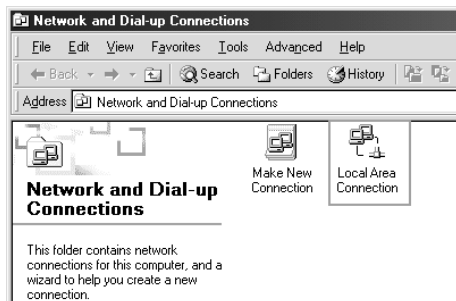 Network and Dial-up Connections
File Edit View Favorites Tools Advanced Help
Back Search Folders History
Address Network and Dial-up Connections
Network and Dial-up
Connections
This folder contains network
connections for this computer, and a
wizard to help you create a new
connection.
Make New
Connection
Local Area
Connection